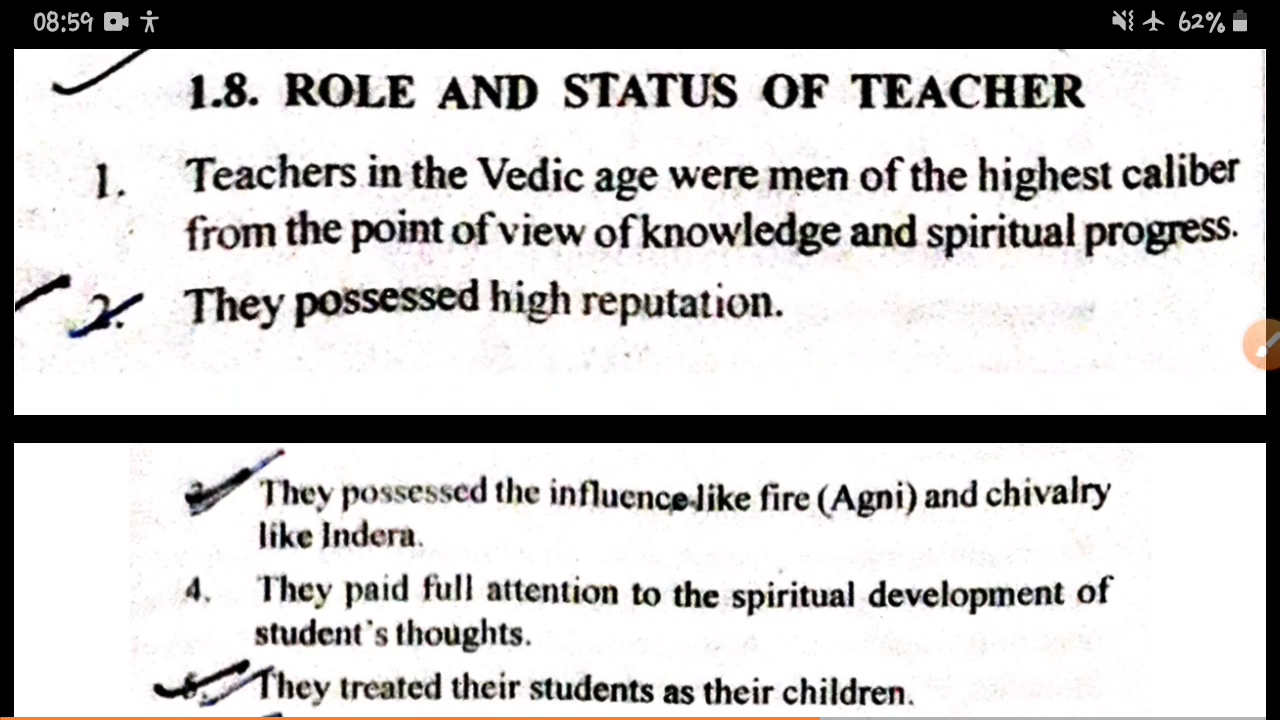 08:59
62%
1.8. ROLE AND STATUS OF TEACHER
1. Teachers in the Vedic age were men of the highest caliber
from the point of view of knowledge and spiritual progress.
2. They possessed high reputation.
They possessed the influence like fire (Agni) and chivalry
like Indera.
4. They paid full attention to the spiritual development of
student's thoughts.
5. They treated their students as their children.